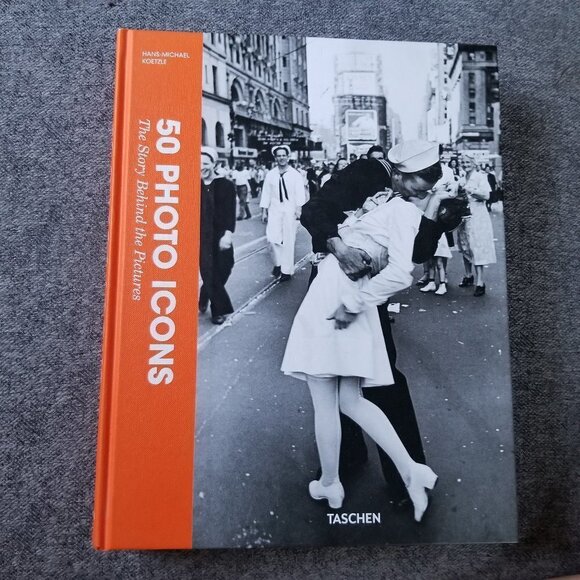 HANS-MICHAEL
KOETZLE
50 PHOTO ICONS
The Story Behind the Pictures
TASCHEN